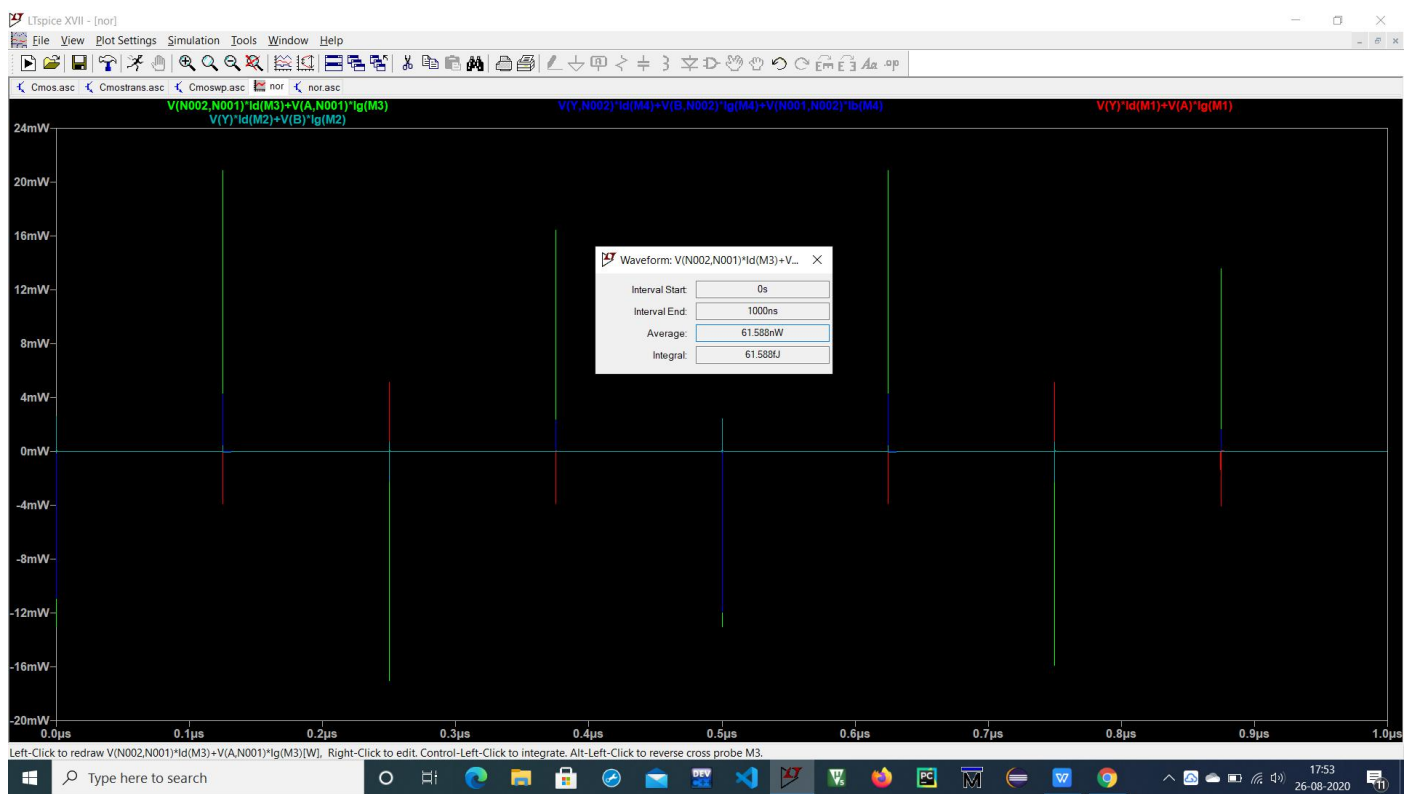 LTspice XVII - [nor]
File View Plot Settings Simulation Tools Window Help
Cmos.asc Cmostrans.asc Cmoswp.asc nor nor.asc
V(N002,N001)*Id(M3)+V(A,N001)*Ig(M3) V(Y,N002)*Id(M4)+V(B,N002)*Ig(M4)+V(N001,N002)*Ib(M4) V(Y)*Id(M1)+V(A)*Ig(M1)
V(Y)*Id(M2)+V(B)*Ig(M2)
24mW
20mW
16mW
12mW
8mW
4mW
0mW
-4mW
-8mW
-12mW
-16mW
-20mW
Waveform: V(N002,N001)*Id(M3)+V...
Interval Start: 0s
Interval End: 1000ns
Average: 61.588nW
Integral: 61.588fJ
0.0µs 0.1µs 0.2µs 0.3µs 0.4µs 0.5µs 0.6µs 0.7µs 0.8µs 0.9µs 1.0µs
Left-Click to redraw V(N002,N001)*Id(M3)+V(A,N001)*Ig(M3)[W], Right-Click to edit. Control-Left-Click to integrate. Alt-Left-Click to reverse cross probe M3.
Type here to search
DEV
PC
17:53
26-08-2020
11